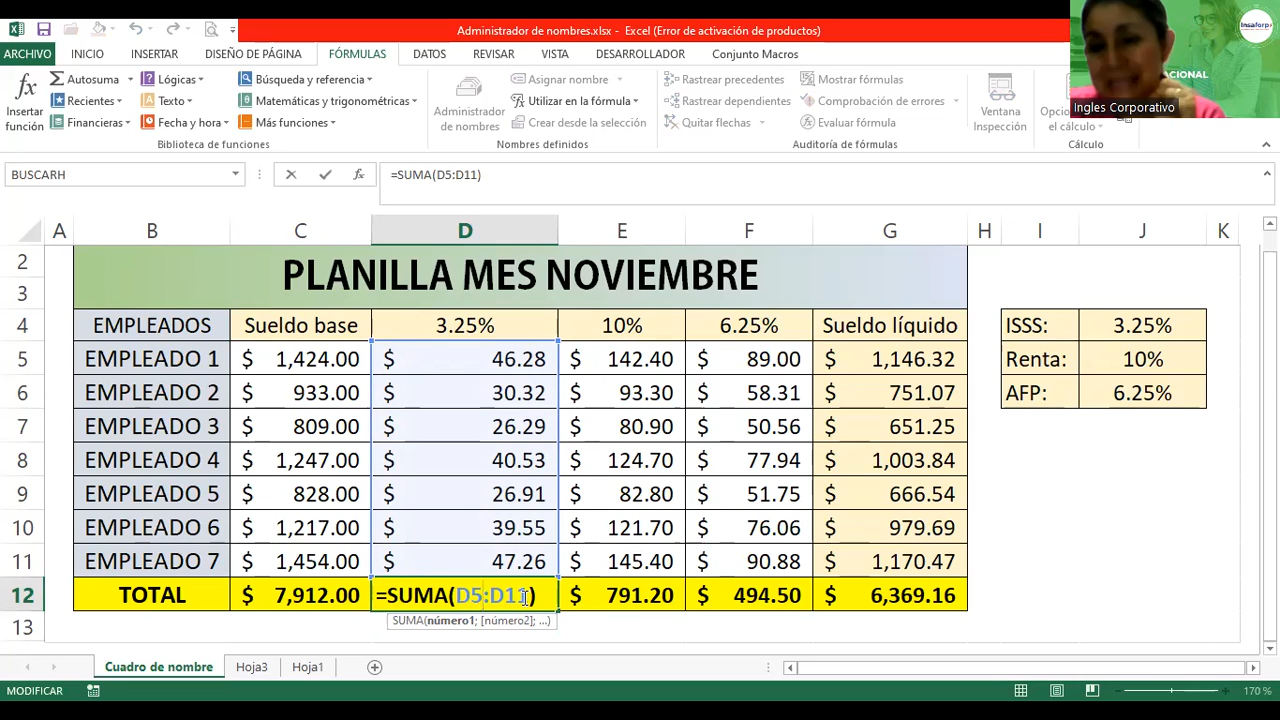 Administrador de nombres.xlsx - Excel (Error de activación de productos)
ARCHIVO INICIO INSERTAR DISEÑO DE PÁGINA FÓRMULAS DATOS REVISAR VISTA DESARROLLADOR Conjunto Macros
Insertar función
Autosuma
Recientes
Financieras
Lógicas
Texto
Fecha y hora
Búsqueda y referencia
Matemáticas y trigonométricas
Más funciones
Biblioteca de funciones
Administrador de nombres
Asignar nombre
Utilizar en la fórmula
Crear desde la selección
Nombres definidos
Rastrear precedentes
Rastrear dependientes
Quitar flechas
Mostrar fórmulas
Comprobación de errores
Evaluar fórmula
Auditoría de fórmulas
Ventana Inspección
el cálculo
Cálculo
Insaforp
Ingles Corporativo
BUSCARH =SUMA(D5:D11)
A B C D E F G H I J K
2
3
PLANILLA MES NOVIEMBRE
4 EMPLEADOS Sueldo base 3.25% 10% 6.25% Sueldo líquido ISSS: 3.25%
5 EMPLEADO 1 $ 1,424.00 $ 46.28 $ 142.40 $ 89.00 $ 1,146.32 Renta: 10%
6 EMPLEADO 2 $ 933.00 $ 30.32 $ 93.30 $ 58.31 $ 751.07 AFP: 6.25%
7 EMPLEADO 3 $ 809.00 $ 26.29 $ 80.90 $ 50.56 $ 651.25
8 EMPLEADO 4 $ 1,247.00 $ 40.53 $ 124.70 $ 77.94 $ 1,003.84
9 EMPLEADO 5 $ 828.00 $ 26.91 $ 82.80 $ 51.75 $ 666.54
10 EMPLEADO 6 $ 1,217.00 $ 39.55 $ 121.70 $ 76.06 $ 979.69
11 EMPLEADO 7 $ 1,454.00 $ 47.26 $ 145.40 $ 90.88 $ 1,170.47
12 TOTAL $ 7,912.00 =SUMA(D5:D11) $ 791.20 $ 494.50 $ 6,369.16
SUMA(número1; [número2]; ...)
13
Cuadro de nombre Hoja3 Hoja1
MODIFICAR 170 %